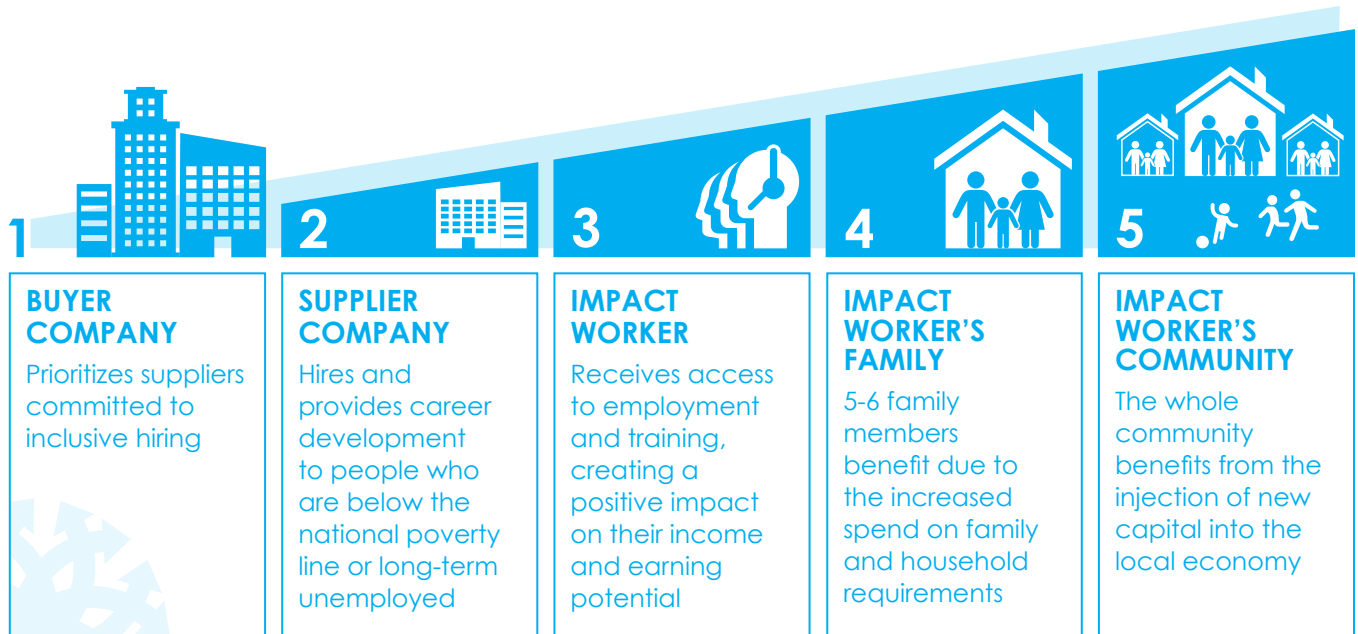 1
BUYER
COMPANY
Prioritizes suppliers
committed to
inclusive hiring
2
SUPPLIER
COMPANY
Hires and
provides career
development
to people who
are below the
national poverty
line or long-term
unemployed
3
IMPACT
WORKER
Receives access
to employment
and training,
creating a
positive impact
on their income
and earning
potential
4
IMPACT
WORKER’S
FAMILY
5-6 family
members
benefit due to
the increased
spend on family
and household
requirements
5
IMPACT
WORKER’S
COMMUNITY
The whole
community
benefits from the
injection of new
capital into the
local economy